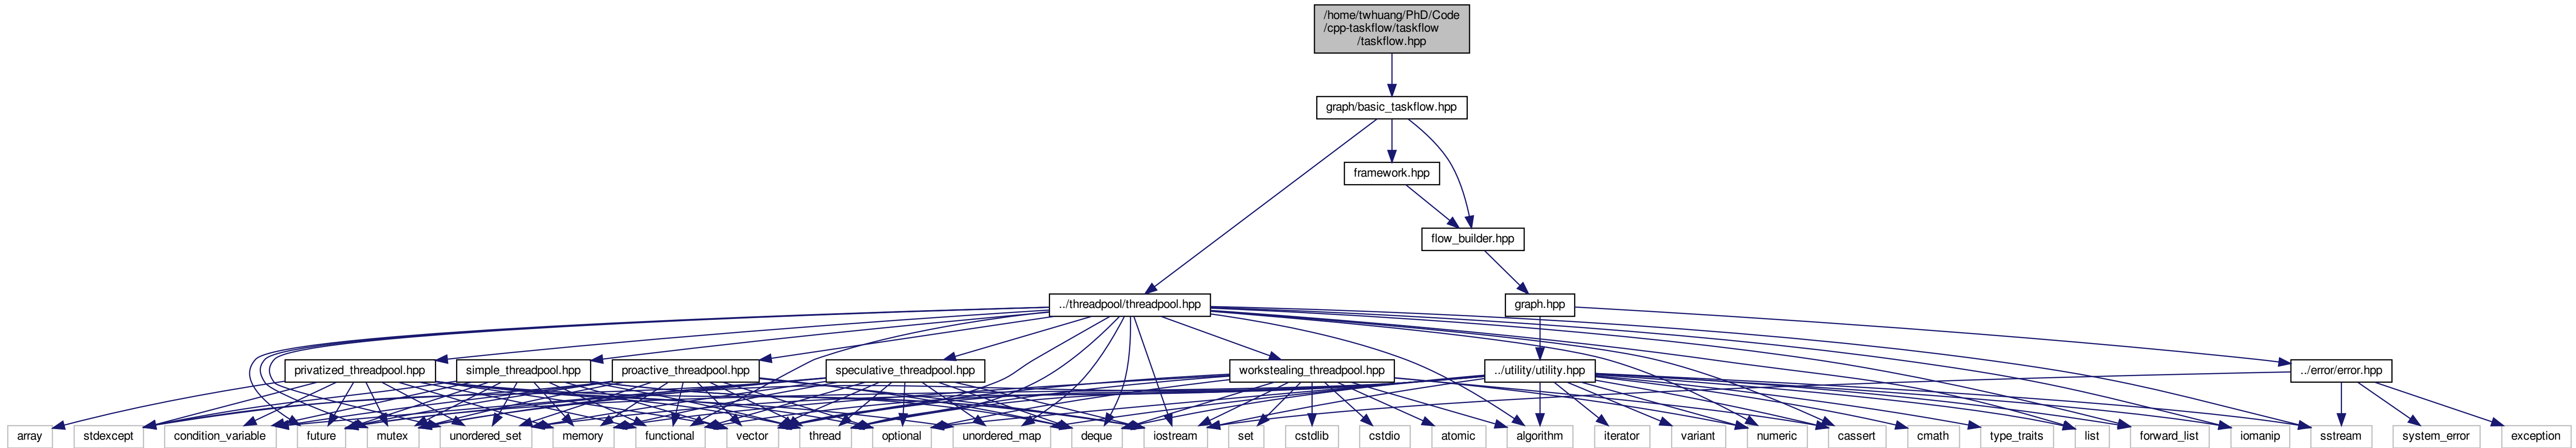 /home/twhuang/PhD/Code
/cpp-taskflow/taskflow
/taskflow.hpp
graph/basic_taskflow.hpp
framework.hpp
flow_builder.hpp
../threadpool/threadpool.hpp
graph.hpp
privatized_threadpool.hpp
simple_threadpool.hpp
proactive_threadpool.hpp
speculative_threadpool.hpp
workstealing_threadpool.hpp
../utility/utility.hpp
../error/error.hpp
array
stdexcept
condition_variable
future
mutex
unordered_set
memory
functional
vector
thread
optional
unordered_map
deque
iostream
set
cstdlib
cstdio
atomic
algorithm
iterator
variant
numeric
cassert
cmath
type_traits
list
forward_list
iomanip
sstream
system_error
exception